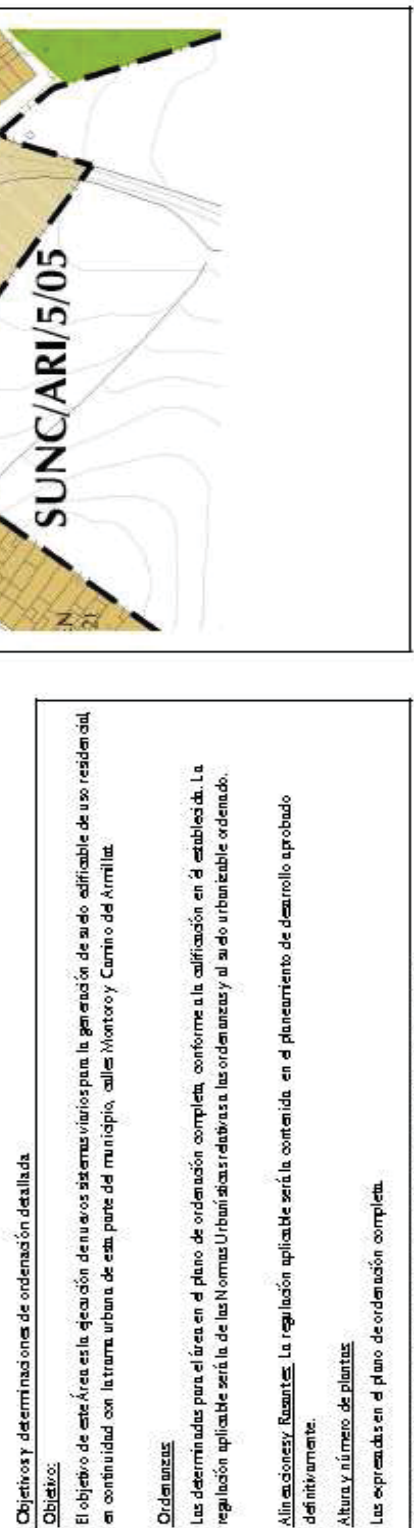 Objetivos y determinaciones de ordenación detallada
Objetivo:
El objetivo de este Área es la ejecución de nuevos sistemas viarios para la generación de suelo edificable de uso residencial,
en continuidad con la trama urbana de esta parte del municipio, calles Montoro y Camino del Armillat.
Ordenanzas:
Las determinadas para el área en el plano de ordenación completa, conforme a la calificación en él establecida. La
regulación aplicable será la de las Normas Urbanísticas relativas a las ordenanzas y al suelo urbanizable ordenado.
Alineaciones y Rasantes: La regulación aplicable será la contenida en el planeamiento de desarrollo aprobado
definitivamente.
Altura y número de plantas:
Las expresadas en el plano de ordenación completa.
SUNC/ARI/5/05